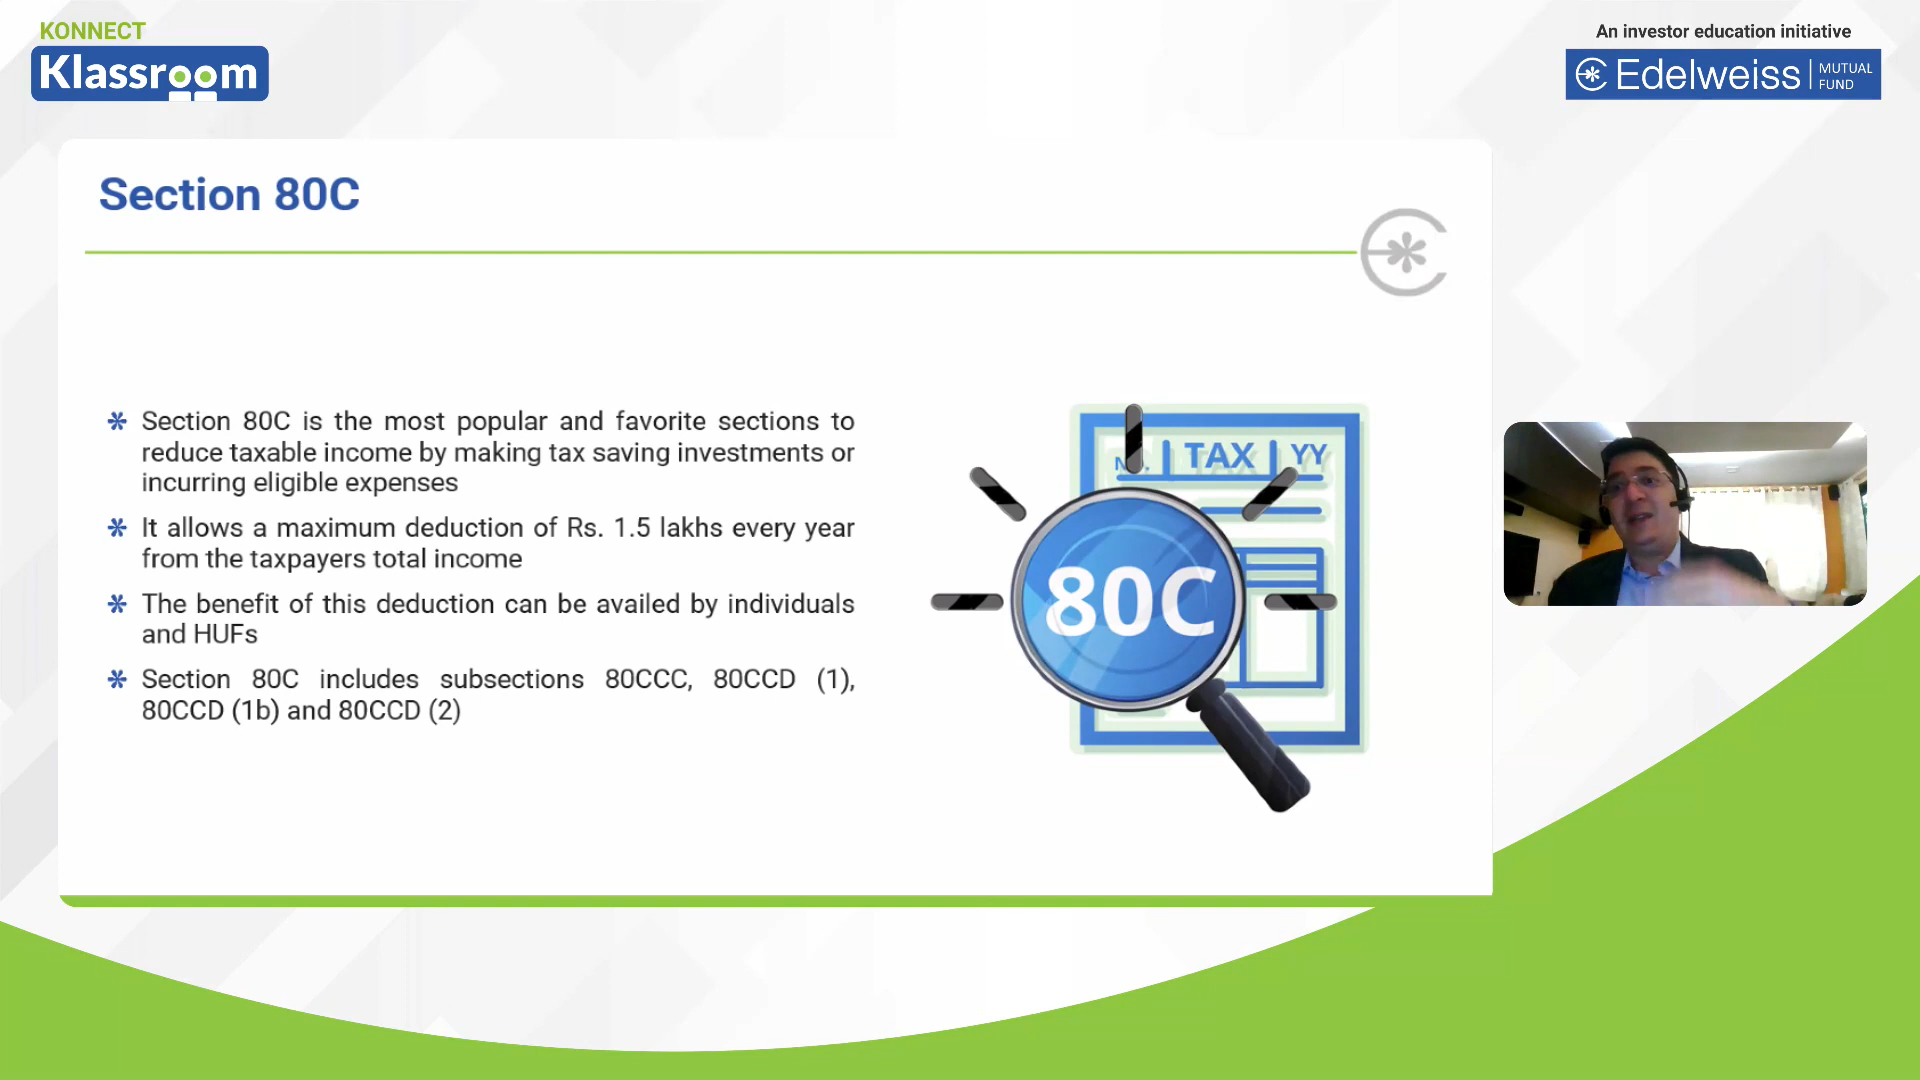 KONNECT
Klassroom
An investor education initiative
Edelweiss
MUTUAL
FUND
Section 80C
Section 80C is the most popular and favorite sections to
reduce taxable income by making tax saving investments or
incurring eligible expenses
It allows a maximum deduction of Rs. 1.5 lakhs every year
from the taxpayers total income
The benefit of this deduction can be availed by individuals
and HUFs
Section 80C includes subsections 80CCC, 80CCD (1),
80CCD (1b) and 80CCD (2)
TAX
YY
80C